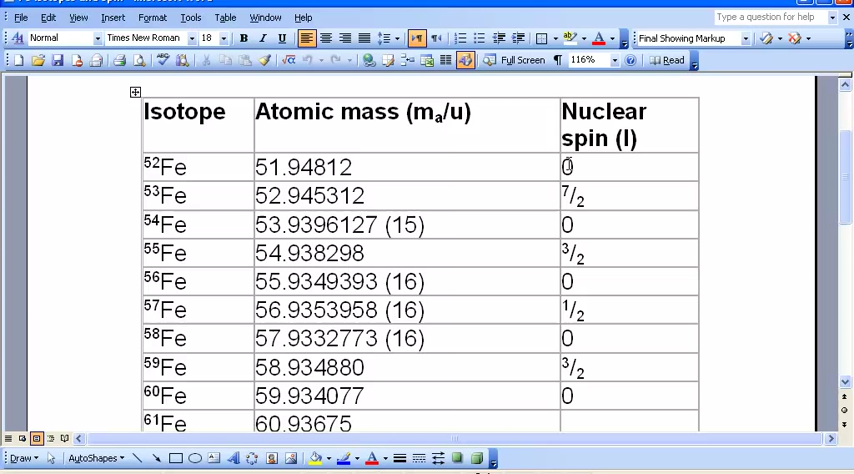 File Edit View Insert Format Tools Table Window Help Type a question for help
Normal Times New Roman 18 B I U Final Showing Markup
Full Screen 116% Read
Isotope Atomic mass (mₐ/u) Nuclear
spin (I)
⁵²Fe 51.94812 0
⁵³Fe 52.945312 ⁷/₂
⁵⁴Fe 53.9396127 (15) 0
⁵⁵Fe 54.938298 ³/₂
⁵⁶Fe 55.9349393 (16) 0
⁵⁷Fe 56.9353958 (16) ¹/₂
⁵⁸Fe 57.9332773 (16) 0
⁵⁹Fe 58.934880 ³/₂
⁶⁰Fe 59.934077 0
⁶¹Fe 60.93675
Draw AutoShapes